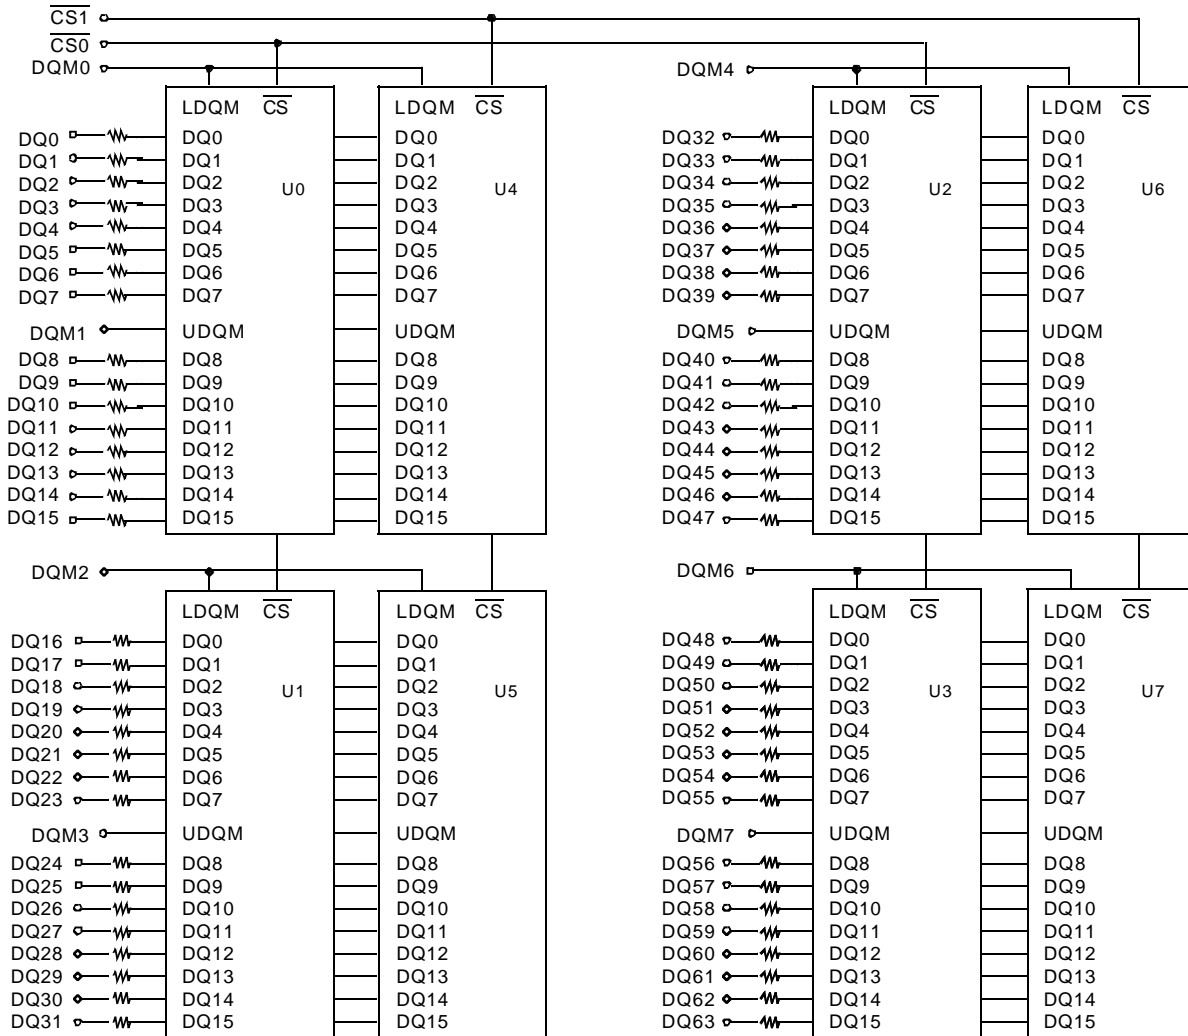 CS1
CS0
DQM0
LDQM CS LDQM CS
DQ0 DQ0 DQ0
DQ1 DQ1 DQ1
DQ2 DQ2 DQ2
U0 U4
DQ3 DQ3 DQ3
DQ4 DQ4 DQ4
DQ5 DQ5 DQ5
DQ6 DQ6 DQ6
DQ7 DQ7 DQ7
DQM1 UDQM
DQ8 DQ8 DQ8
DQ9 DQ9 DQ9
DQ10 DQ10 DQ10
DQ11 DQ11 DQ11
DQ12 DQ12 DQ12
DQ13 DQ13 DQ13
DQ14 DQ14 DQ14
DQ15 DQ15 DQ15
DQM4
LDQM CS LDQM CS
DQ32 DQ0 DQ0
DQ33 DQ1 DQ1
DQ34 DQ2 DQ2
U2 U6
DQ35 DQ3 DQ3
DQ36 DQ4 DQ4
DQ37 DQ5 DQ5
DQ38 DQ6 DQ6
DQ39 DQ7 DQ7
DQM5 UDQM UDQM
DQ40 DQ8 DQ8
DQ41 DQ9 DQ9
DQ42 DQ10 DQ10
DQ43 DQ11 DQ11
DQ44 DQ12 DQ12
DQ45 DQ13 DQ13
DQ46 DQ14 DQ14
DQ47 DQ15 DQ15
DQM2
LDQM CS LDQM CS
DQ16 DQ0 DQ0
DQ17 DQ1 DQ1
DQ18 DQ2 DQ2
U1 U5
DQ19 DQ3 DQ3
DQ20 DQ4 DQ4
DQ21 DQ5 DQ5
DQ22 DQ6 DQ6
DQ23 DQ7 DQ7
DQM3 UDQM UDQM
DQ24 DQ8 DQ8
DQ25 DQ9 DQ9
DQ26 DQ10 DQ10
DQ27 DQ11 DQ11
DQ28 DQ12 DQ12
DQ29 DQ13 DQ13
DQ30 DQ14 DQ14
DQ31 DQ15 DQ15
DQM6
LDQM CS LDQM CS
DQ48 DQ0 DQ0
DQ49 DQ1 DQ1
DQ50 DQ2 DQ2
U3 U7
DQ51 DQ3 DQ3
DQ52 DQ4 DQ4
DQ53 DQ5 DQ5
DQ54 DQ6 DQ6
DQ55 DQ7 DQ7
DQM7 UDQM UDQM
DQ56 DQ8 DQ8
DQ57 DQ9 DQ9
DQ58 DQ10 DQ10
DQ59 DQ11 DQ11
DQ60 DQ12 DQ12
DQ61 DQ13 DQ13
DQ62 DQ14 DQ14
DQ63 DQ15 DQ15